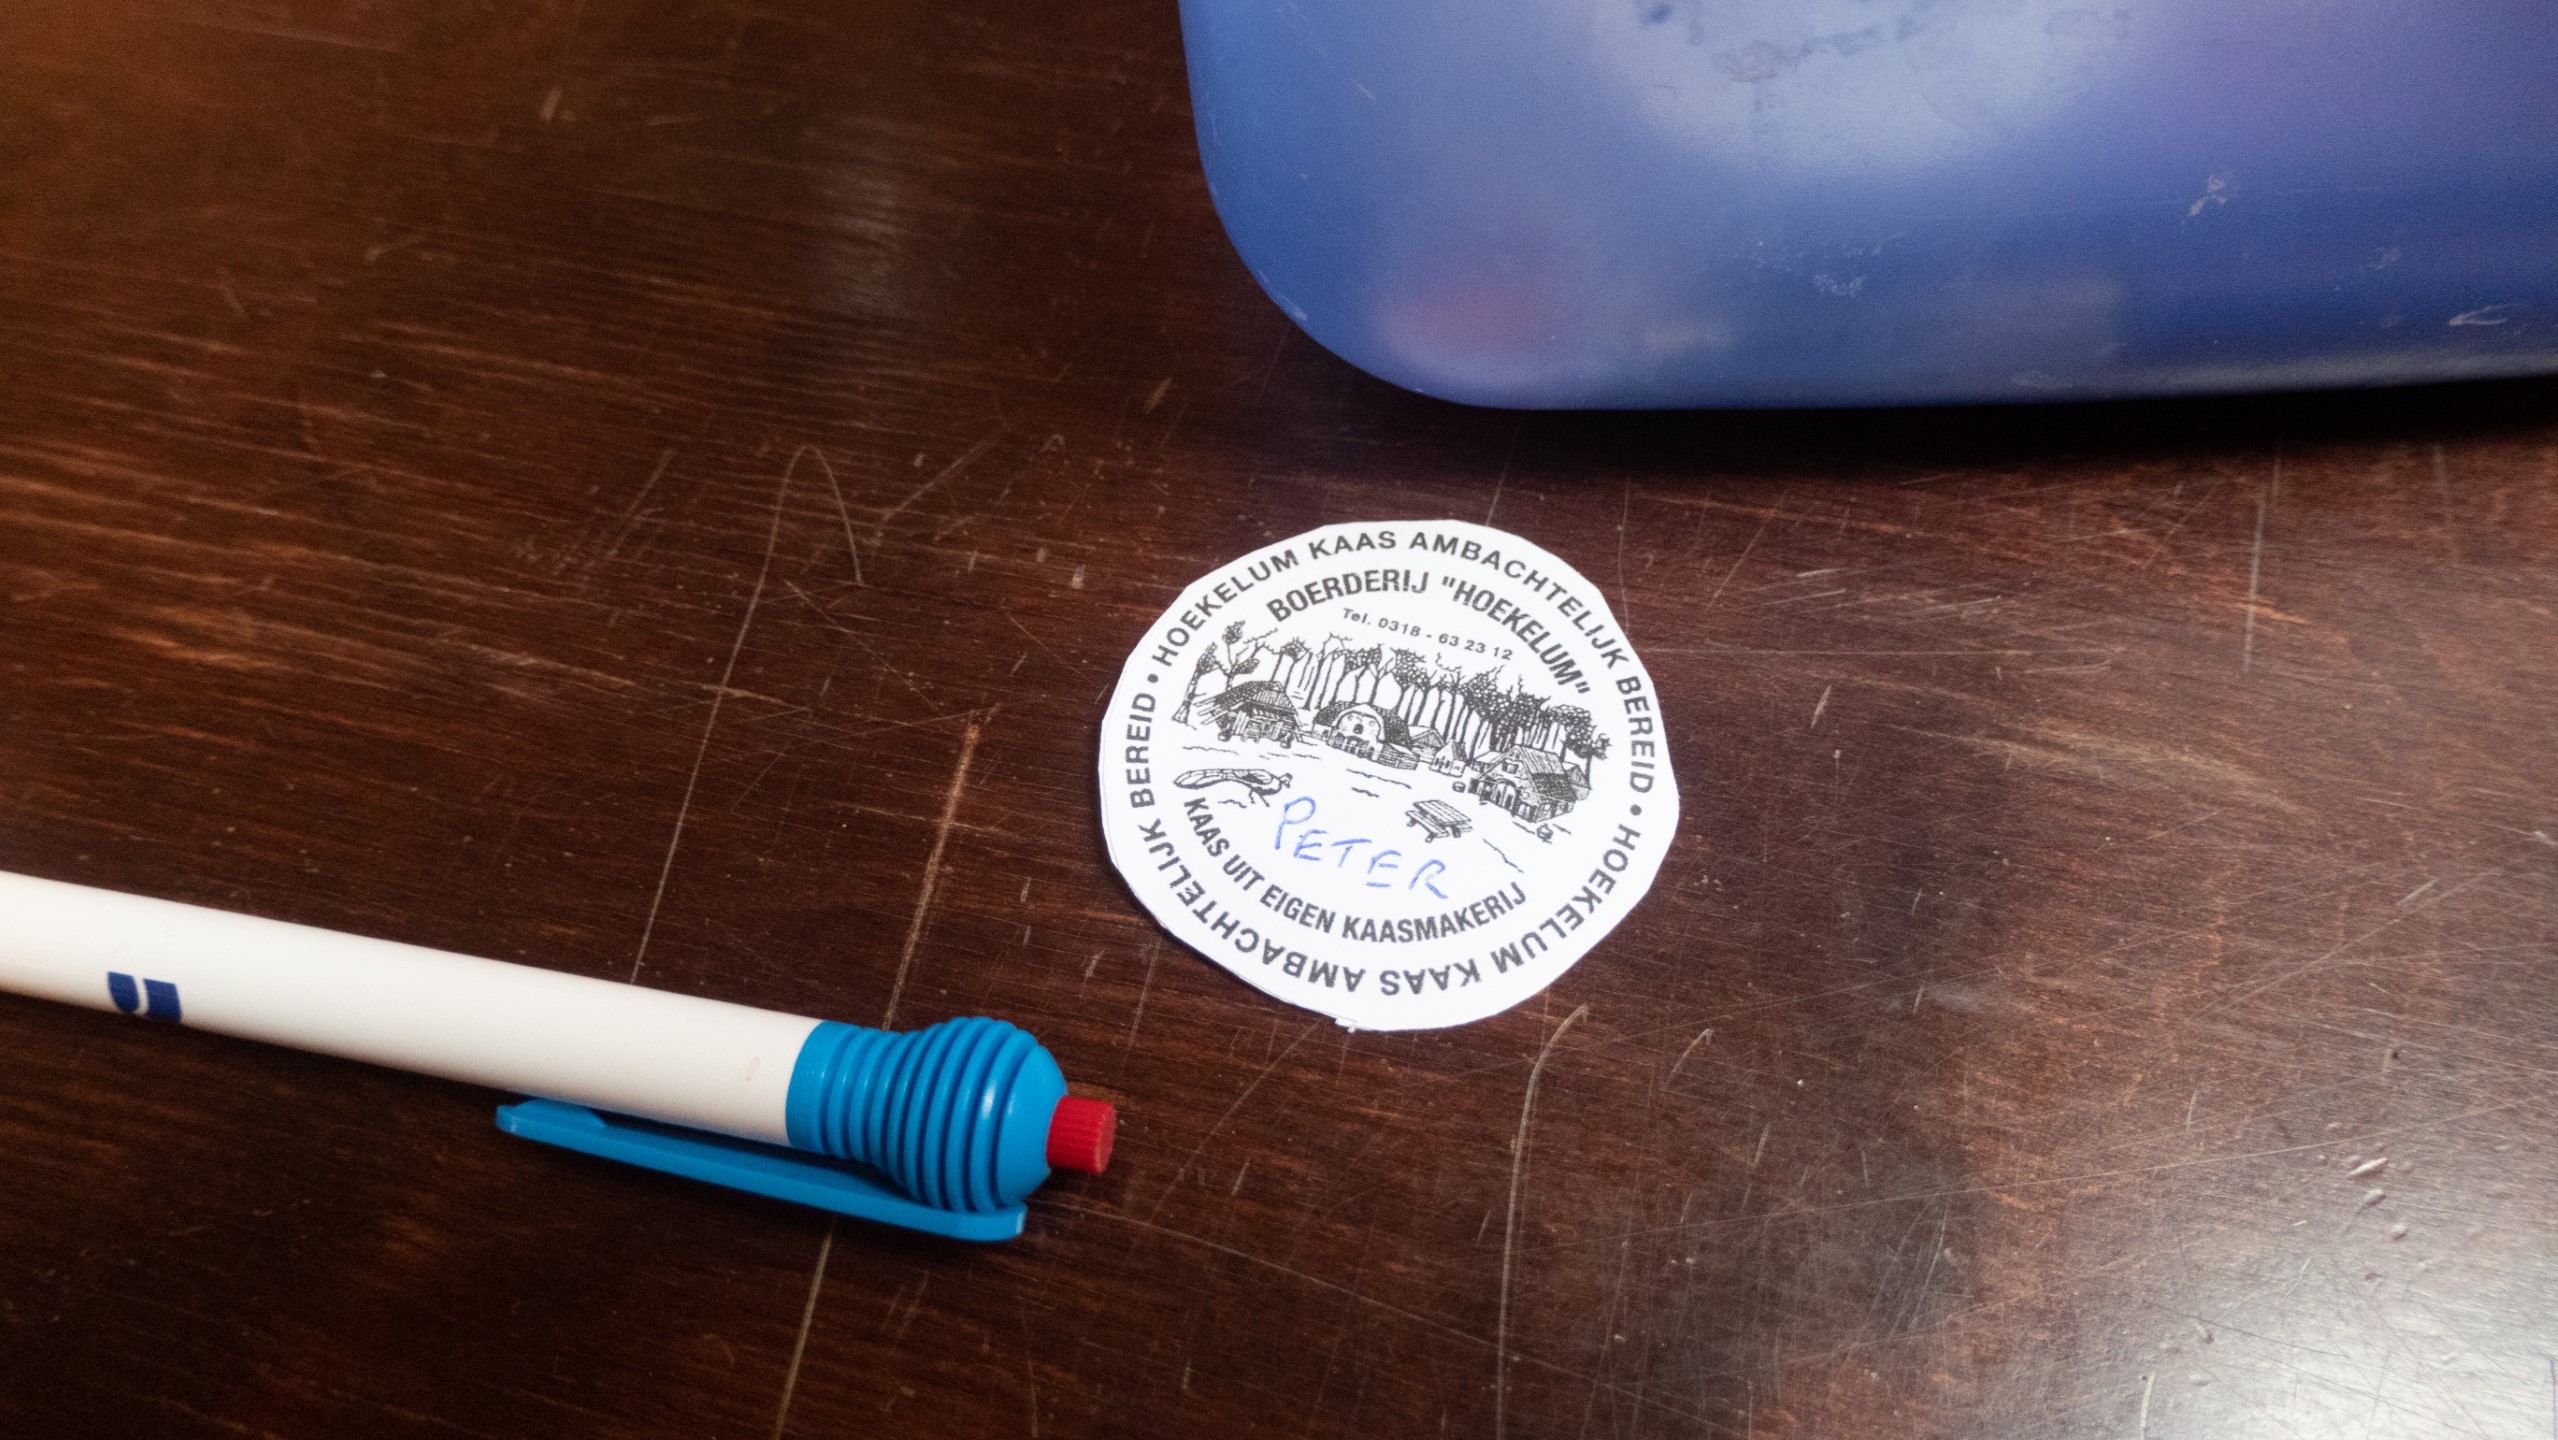 HOEKELUM KAAS AMBACHTELIJK BEREID • HOEKELUM KAAS AMBACHTELIJK BEREID •
BOERDERIJ "HOEKELUM"
Tel. 0318 - 63 23 12
PETER
KAAS UIT EIGEN KAASMAKERIJ